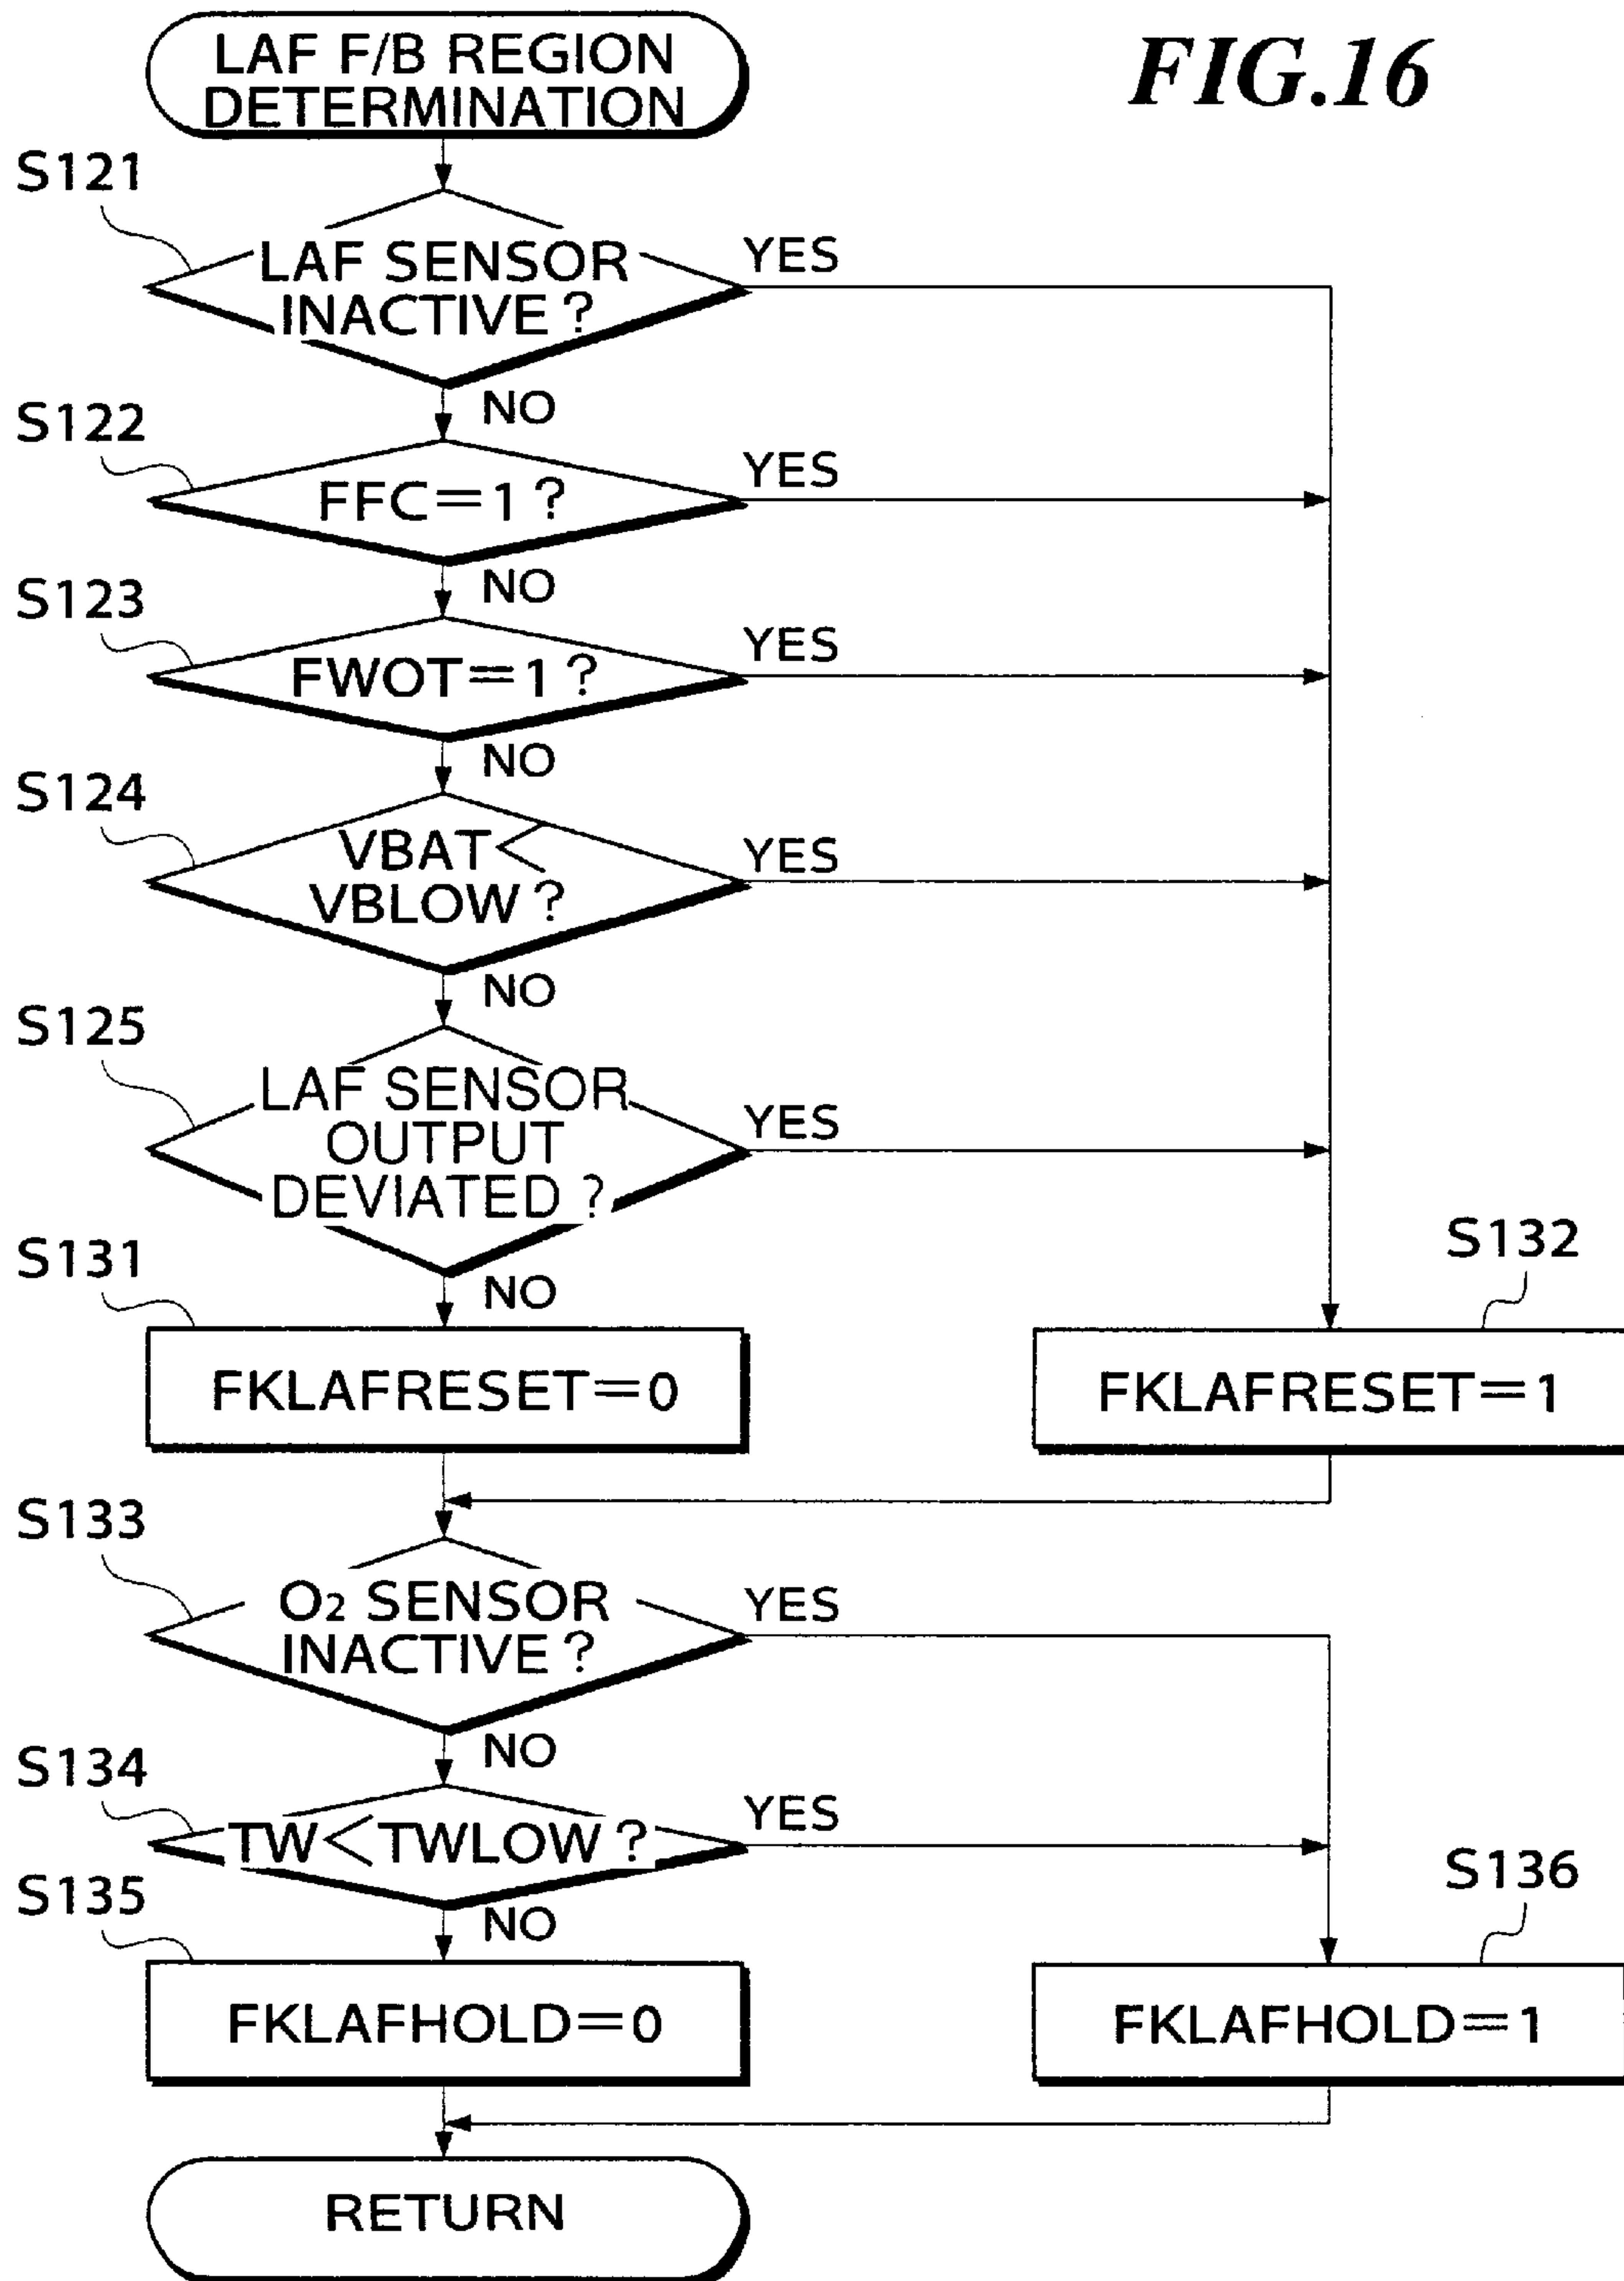 FIG.16
LAF F/B REGION
DETERMINATION
S121
LAF SENSOR
INACTIVE?
YES
NO
S122
FFC=1?
YES
NO
S123
FWOT=1?
YES
NO
S124
VBAT<
VBLOW?
YES
NO
S125
LAF SENSOR
OUTPUT
DEVIATED?
YES
NO
S131
FKLAFRESET=0
S132
FKLAFRESET=1
S133
O2 SENSOR
INACTIVE?
YES
NO
S134
TW<TWLOW?
YES
NO
S135
FKLAFHOLD=0
S136
FKLAFHOLD=1
RETURN